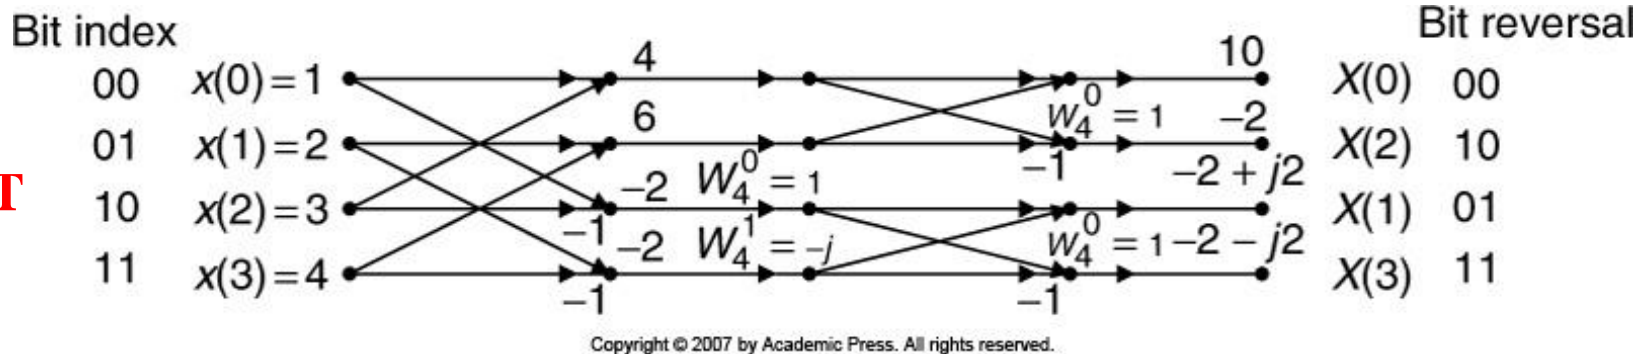 Bit index
Bit reversal
00 x(0) = 1 4 10 X(0) 00
W₄⁰ = 1
01 x(1) = 2 6 −2 X(2) 10
−1
T
W₄⁰ = 1
10 x(2) = 3 −2 −2 + j2 X(1) 01
−1
W₄¹ = −j
W₄⁰ = 1
11 x(3) = 4 −2 −2 − j2 X(3) 11
−1 −1
Copyright © 2007 by Academic Press. All rights reserved.